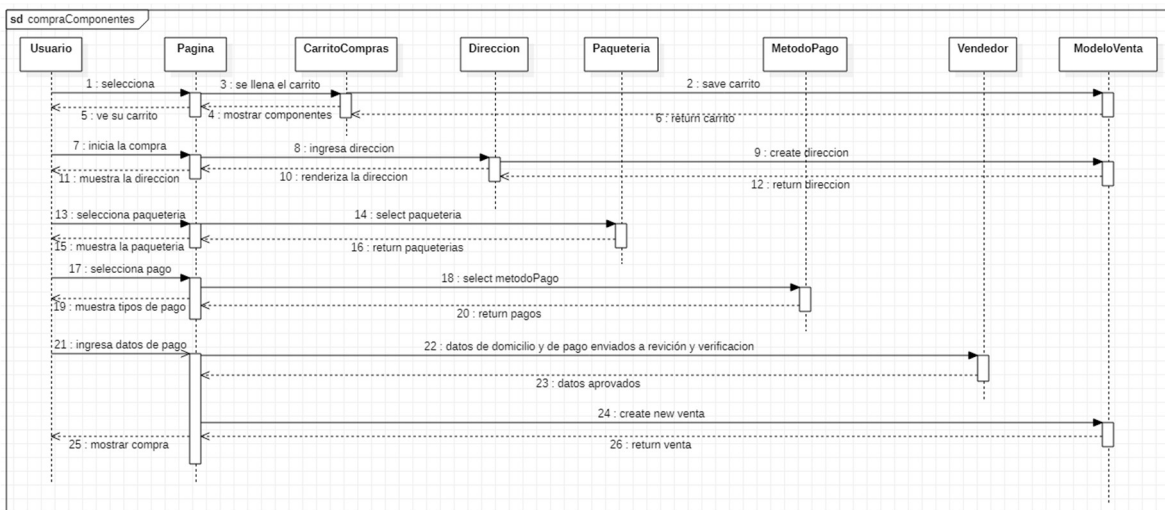 sd compraComponentes
Usuario
Pagina
CarritoCompras
Direccion
Paqueteria
MetodoPago
Vendedor
ModeloVenta
1 : selecciona
3 : se llena el carrito
2 : save carrito
5 : ve su carrito
4 : mostrar componentes
6 : return carrito
7 : inicia la compra
8 : ingresa direccion
9 : create direccion
11 : muestra la direccion
10 : renderiza la direccion
12 : return direccion
13 : selecciona paqueteria
14 : select paqueteria
15 : muestra la paqueteria
16 : return paqueterias
17 : selecciona pago
18 : select metodoPago
19 : muestra tipos de pago
20 : return pagos
21 : ingresa datos de pago
22 : datos de domicilio y de pago enviados a revición y verificacion
23 : datos aprovados
24 : create new venta
25 : mostrar compra
26 : return venta